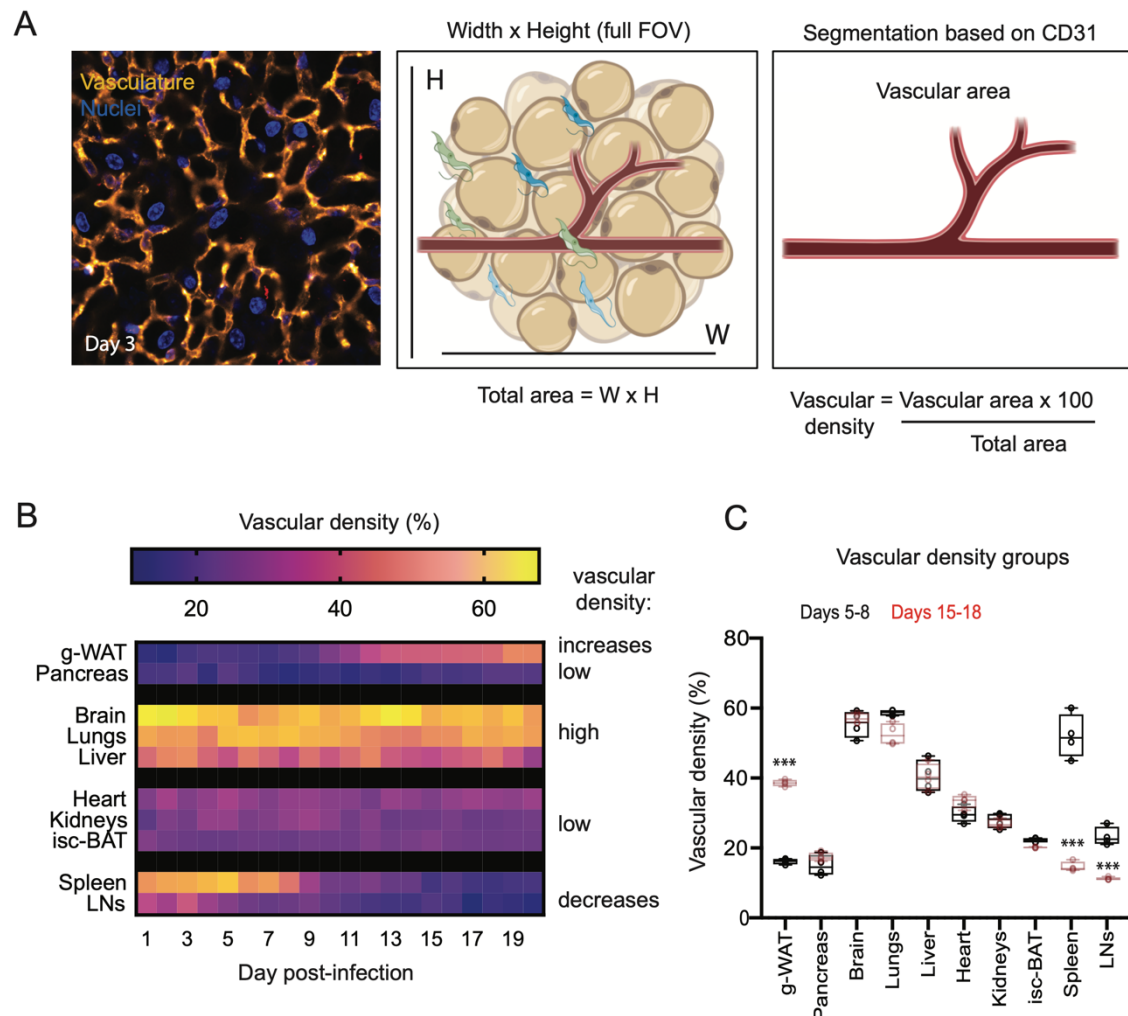 A
Width x Height (full FOV)
Segmentation based on CD31
Vasculature
Nuclei
Day 3
H
W
Vascular area
Total area = W x H
Vascular = Vascular area x 100
density
Total area
B
Vascular density (%)
20
40
60
vascular
density:
g-WAT
increases
Pancreas
low
Brain
Lungs
high
Liver
Heart
Kidneys
low
isc-BAT
Spleen
LNs
decreases
1 3 5 7 9 11 13 15 17 19
Day post-infection
C
Vascular density groups
Days 5-8 Days 15-18
Vascular density (%)
80
60
40
20
0
***
***
***
g-WAT
Pancreas
Brain
Lungs
Liver
Heart
Kidneys
isc-BAT
Spleen
LNs